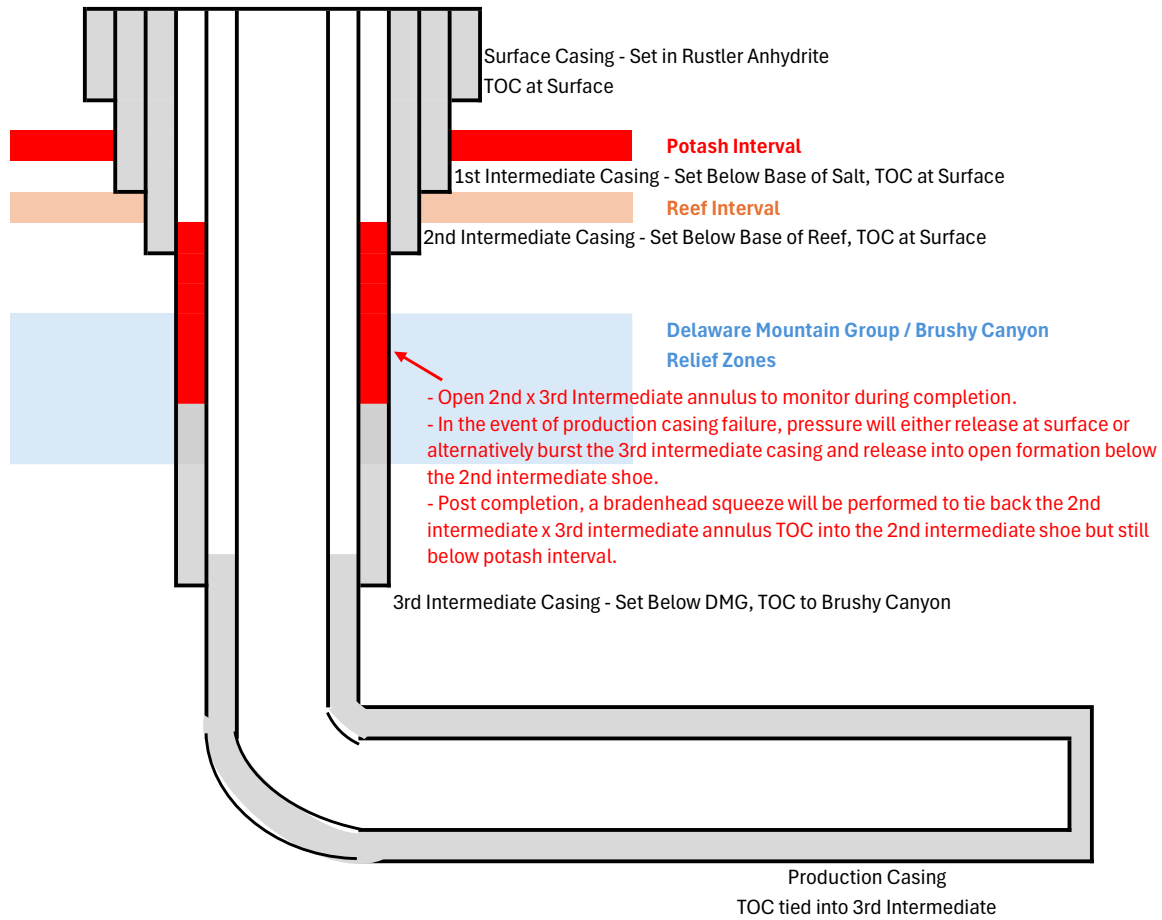 Surface Casing - Set in Rustler Anhydrite
TOC at Surface
Potash Interval
1st Intermediate Casing - Set Below Base of Salt, TOC at Surface
Reef Interval
2nd Intermediate Casing - Set Below Base of Reef, TOC at Surface
Delaware Mountain Group / Brushy Canyon
Relief Zones
- Open 2nd x 3rd Intermediate annulus to monitor during completion.
- In the event of production casing failure, pressure will either release at surface or
alternatively burst the 3rd intermediate casing and release into open formation below
the 2nd intermediate shoe.
- Post completion, a bradenhead squeeze will be performed to tie back the 2nd
intermediate x 3rd intermediate annulus TOC into the 2nd intermediate shoe but still
below potash interval.
3rd Intermediate Casing - Set Below DMG, TOC to Brushy Canyon
Production Casing
TOC tied into 3rd Intermediate